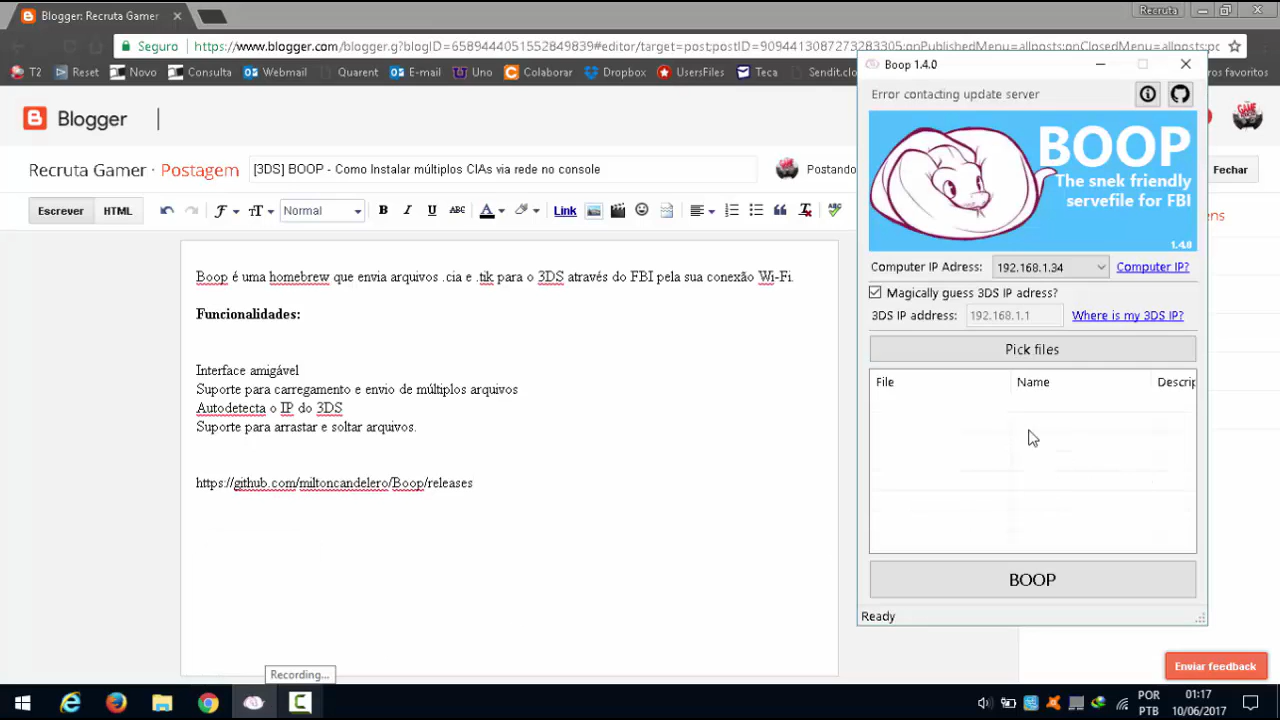 Blogger: Recruta Gamer
Recruta
Seguro
https://www.blogger.com/blogger.g?blogID=6589444051552849839#editor/target=post;postID=9094413087273283305;onPublishedMenu=allposts;onClosedMenu=allposts;pc
T2
Reset
Novo
Consulta
Webmail
Quarent
E-mail
Uno
Colaborar
Dropbox
UsersFiles
Teca
Sendit.clo
ros favoritos
Blogger
Recruta Gamer · Postagem
[3DS] BOOP - Como Instalar múltiplos CIAs via rede no console
Postando
Fechar
Escrever
HTML
Normal
B
I
U
ABC
A
Link
ens
Boop é uma homebrew que envia arquivos .cia e .tik para o 3DS através do FBI pela sua conexão Wi-Fi.
Funcionalidades:
Interface amigável
Suporte para carregamento e envio de múltiplos arquivos
Autodetecta o IP do 3DS
Suporte para arrastar e soltar arquivos.
https://github.com/miltoncandelero/Boop/releases
Boop 1.4.0
Error contacting update server
BOOP
The snek friendly
servefile for FBI
1.4.0
Computer IP Adress:
192.168.1.34
Computer IP?
Magically guess 3DS IP adress?
3DS IP address:
192.168.1.1
Where is my 3DS IP?
Pick files
File
Name
Descrip
BOOP
Ready
Enviar feedback
Recording...
POR
PTB
01:17
10/06/2017